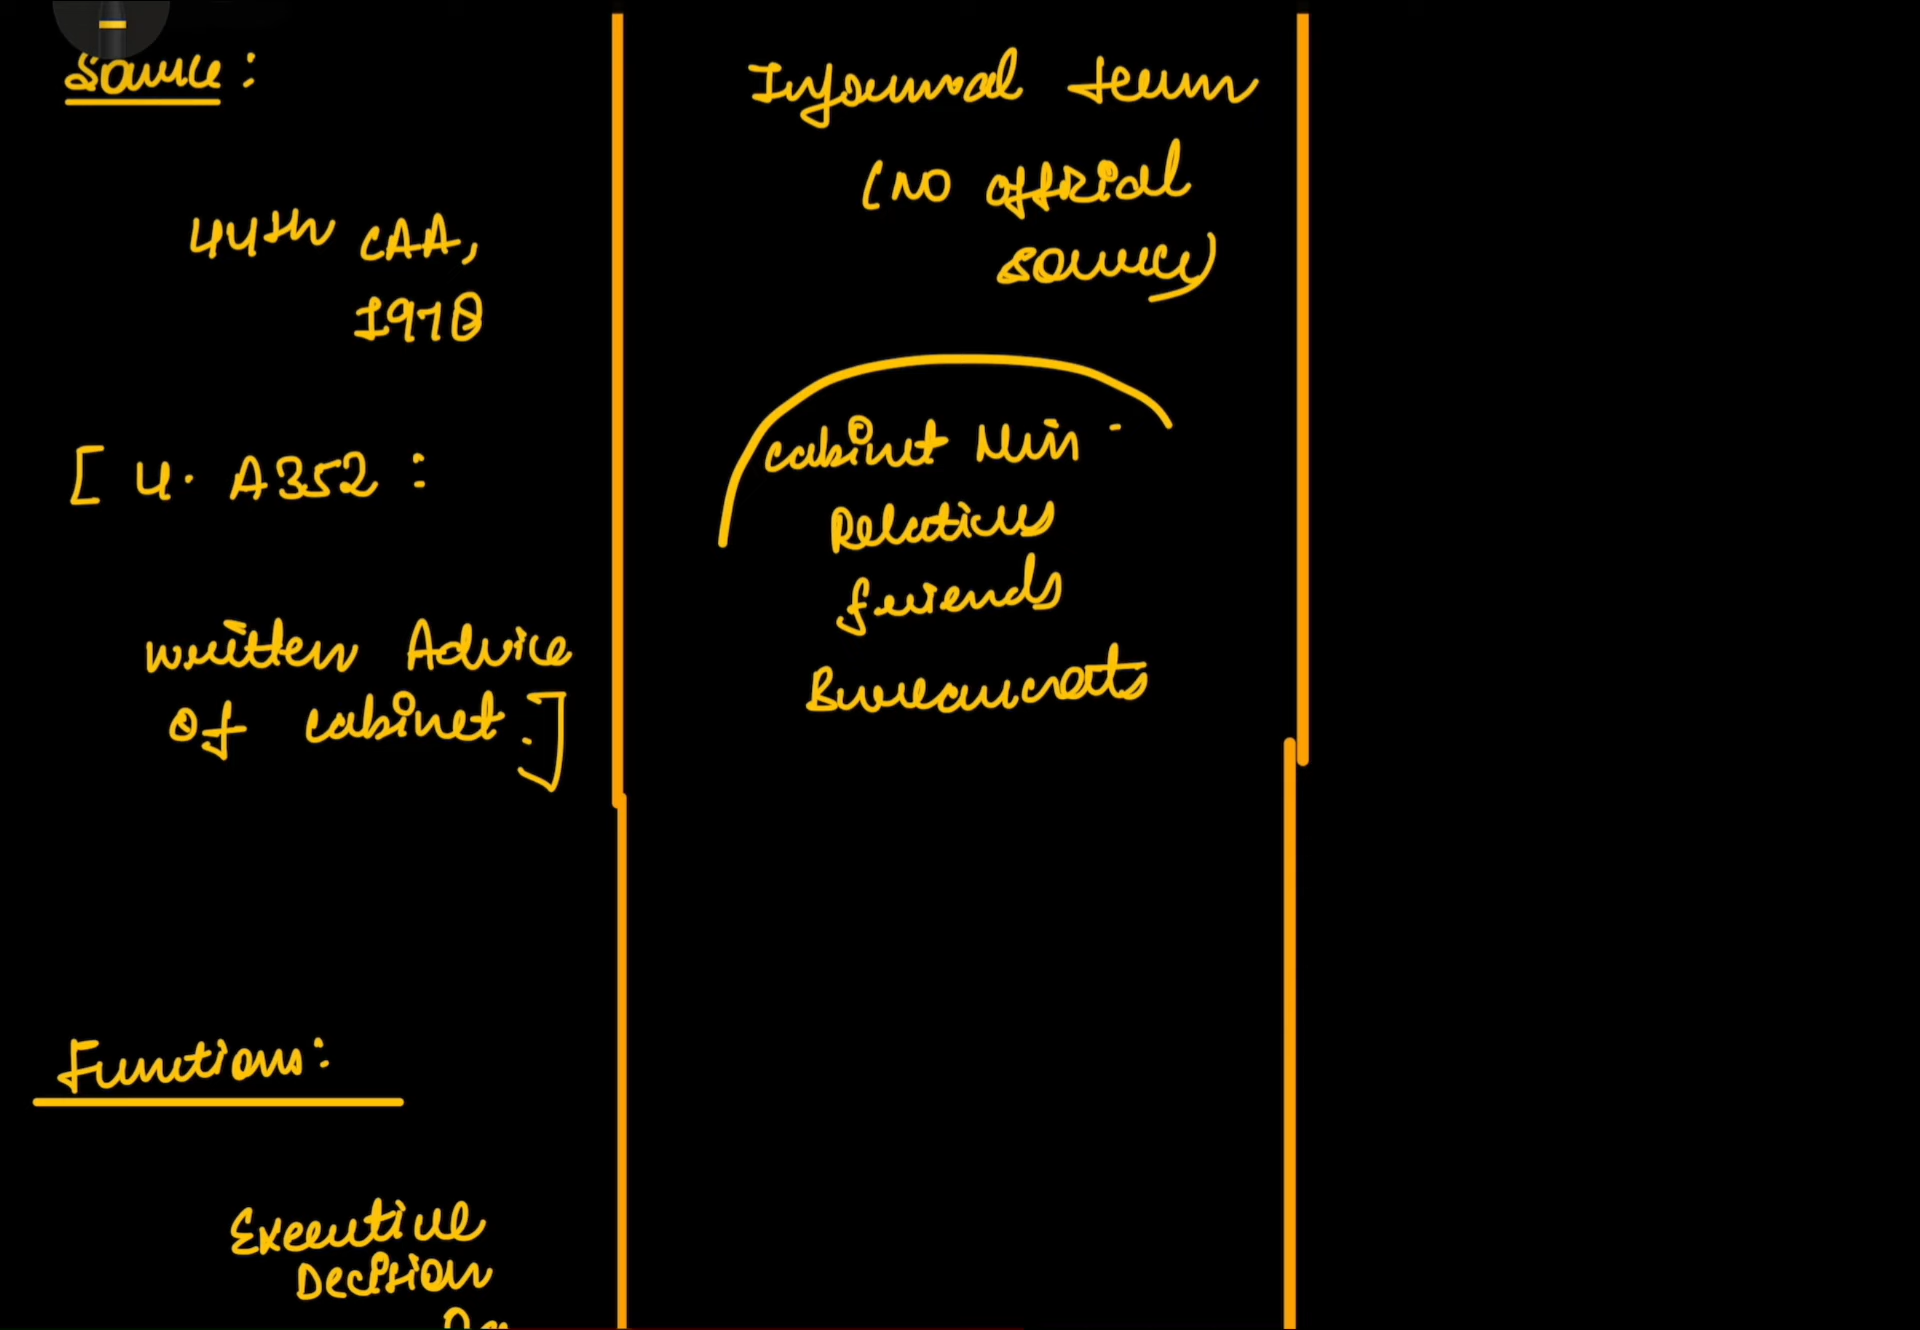 Source:
44th CAA,
1978
[ U. A352 :
written Advice
of cabinet.]
Functions:
Executive
Decision
Informal term
(No official
source)
cabinet Min.
Relatives
friends
Bureaucrats